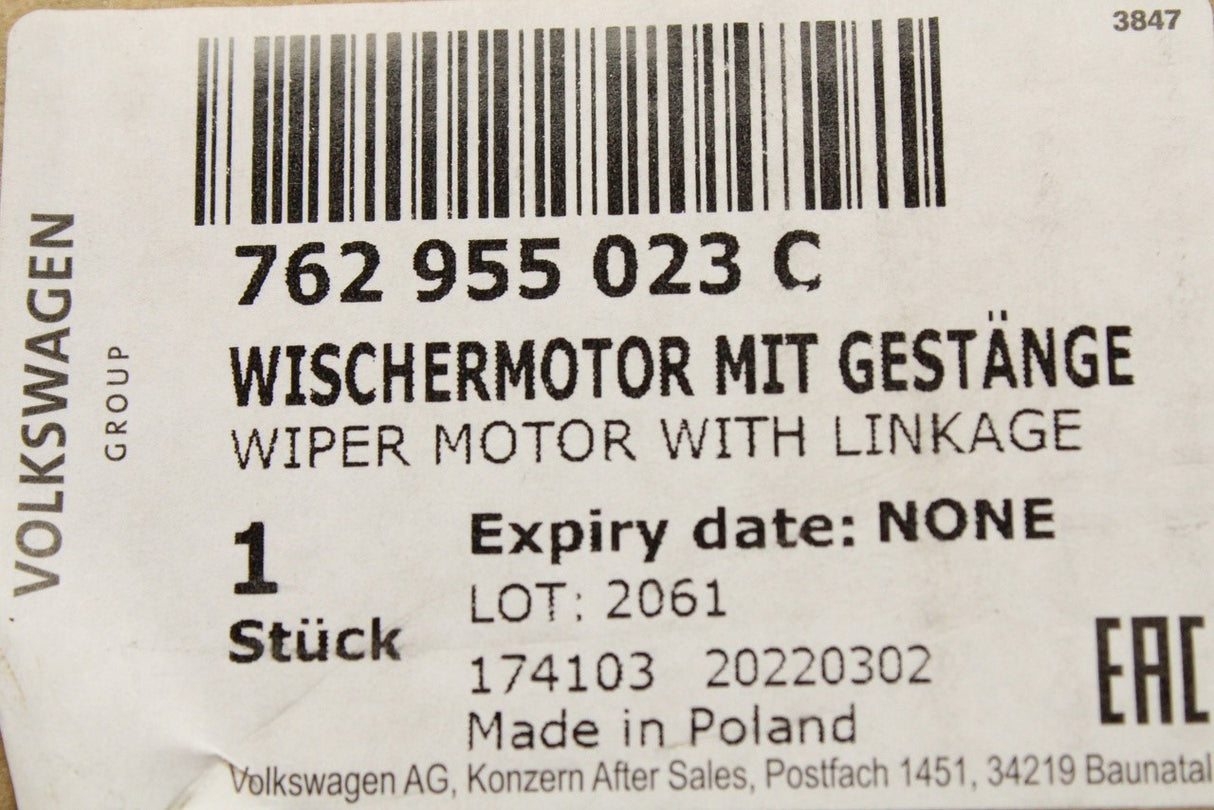 3847
762 955 023 C
WISCHERMOTOR MIT GESTÄNGE
WIPER MOTOR WITH LINKAGE
1
Stück
Expiry date: NONE
LOT: 2061
174103 20220302
Made in Poland
EAC
Volkswagen AG, Konzern After Sales, Postfach 1451, 34219 Baunatal
VOLKSWAGEN
GROUP